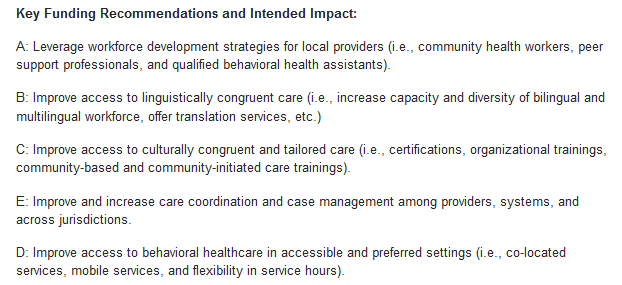 Key Funding Recommendations and Intended Impact:
A: Leverage workforce development strategies for local providers (i.e., community health workers, peer
support professionals, and qualified behavioral health assistants).
B: Improve access to linguistically congruent care (i.e., increase capacity and diversity of bilingual and
multilingual workforce, offer translation services, etc.)
C: Improve access to culturally congruent and tailored care (i.e., certifications, organizational trainings,
community-based and community-initiated care trainings).
E: Improve and increase care coordination and case management among providers, systems, and
across jurisdictions.
D: Improve access to behavioral healthcare in accessible and preferred settings (i.e., co-located
services, mobile services, and flexibility in service hours).